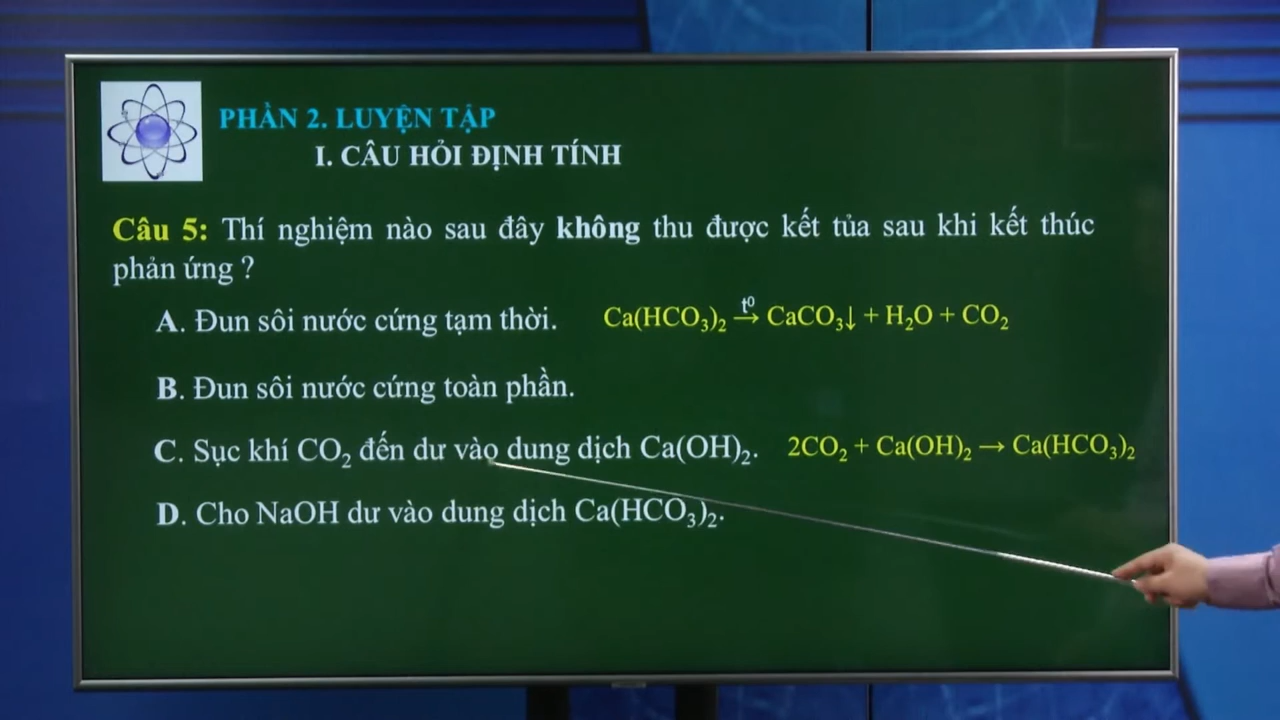 PHẦN 2. LUYỆN TẬP
I. CÂU HỎI ĐỊNH TÍNH
Câu 5: Thí nghiệm nào sau đây không thu được kết tủa sau khi kết thúc
phản ứng ?
A. Đun sôi nước cứng tạm thời. Ca(HCO₃)₂ →(t⁰) CaCO₃↓ + H₂O + CO₂
B. Đun sôi nước cứng toàn phần.
C. Sục khí CO₂ đến dư vào dung dịch Ca(OH)₂. 2CO₂ + Ca(OH)₂ → Ca(HCO₃)₂
D. Cho NaOH dư vào dung dịch Ca(HCO₃)₂.